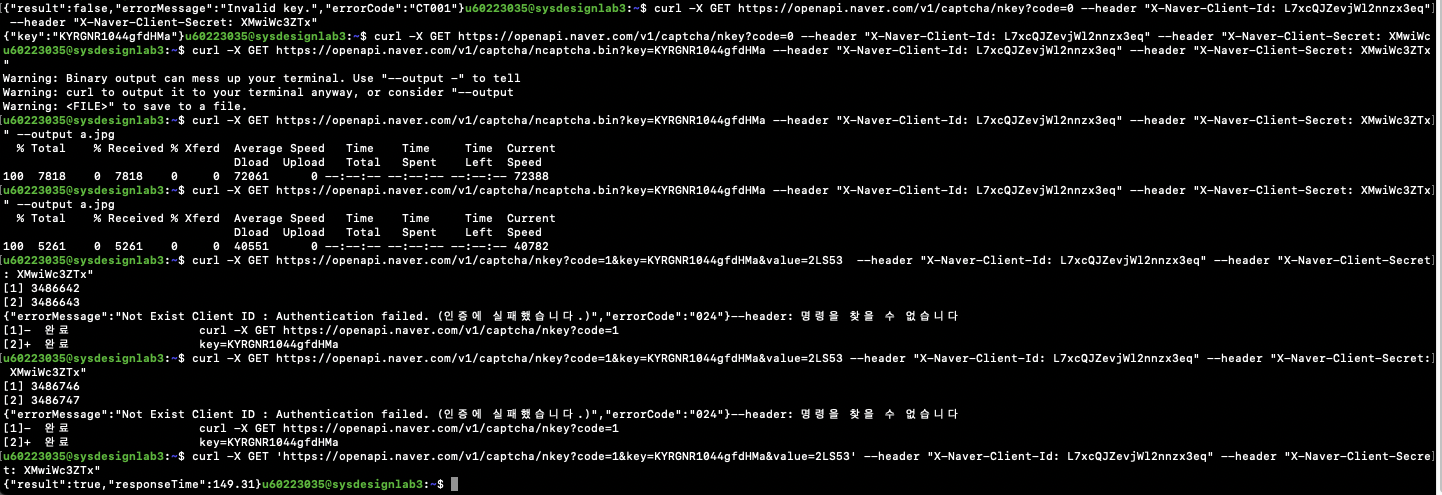 [{"result":false,"errorMessage":"Invalid key.","errorCode":"CT001"}u60223035@sysdesignlab3:~$ curl -X GET https://openapi.naver.com/v1/captcha/nkey?code=0 --header "X-Naver-Client-Id: L7xcQJZevjWl2nnzx3eq"]
 --header "X-Naver-Client-Secret: XMwiWc3ZTx"
[{"key":"KYRGNR1044gfdHMa"}u60223035@sysdesignlab3:~$ curl -X GET https://openapi.naver.com/v1/captcha/nkey?code=0 --header "X-Naver-Client-Id: L7xcQJZevjWl2nnzx3eq" --header "X-Naver-Client-Secret: XMwiWc
u60223035@sysdesignlab3:~$ curl -X GET https://openapi.naver.com/v1/captcha/ncaptcha.bin?key=KYRGNR1044gfdHMa --header "X-Naver-Client-Id: L7xcQJZevjWl2nnzx3eq" --header "X-Naver-Client-Secret: XMwiWc3ZTx
"
Warning: Binary output can mess up your terminal. Use "--output -" to tell
Warning: curl to output it to your terminal anyway, or consider "--output
Warning: <FILE>" to save to a file.
[u60223035@sysdesignlab3:~$ curl -X GET https://openapi.naver.com/v1/captcha/ncaptcha.bin?key=KYRGNR1044gfdHMa --header "X-Naver-Client-Id: L7xcQJZevjWl2nnzx3eq" --header "X-Naver-Client-Secret: XMwiWc3ZTx]
" --output a.jpg
% Total % Received % Xferd Average Speed Time Time Time Current
Dload Upload Total Spent Left Speed
100 7818 0 7818 0 0 72061 0 --:--:-- --:--:-- --:--:-- 72388
[u60223035@sysdesignlab3:~$ curl -X GET https://openapi.naver.com/v1/captcha/ncaptcha.bin?key=KYRGNR1044gfdHMa --header "X-Naver-Client-Id: L7xcQJZevjWl2nnzx3eq" --header "X-Naver-Client-Secret: XMwiWc3ZTx]
" --output a.jpg
% Total % Received % Xferd Average Speed Time Time Time Current
Dload Upload Total Spent Left Speed
100 5261 0 5261 0 0 40551 0 --:--:-- --:--:-- --:--:-- 40782
[u60223035@sysdesignlab3:~$ curl -X GET https://openapi.naver.com/v1/captcha/nkey?code=1&key=KYRGNR1044gfdHMa&value=2LS53  --header "X-Naver-Client-Id: L7xcQJZevjWl2nnzx3eq" --header "X-Naver-Client-Secret]
: XMwiWc3ZTx"
[1] 3486642
[2] 3486643
{"errorMessage":"Not Exist Client ID : Authentication failed. (인증에 실패했습니다.)","errorCode":"024"}--header: 명령을 찾을 수 없습니다
[1]-  완료 curl -X GET https://openapi.naver.com/v1/captcha/nkey?code=1
[2]+  완료 key=KYRGNR1044gfdHMa
[u60223035@sysdesignlab3:~$ curl -X GET https://openapi.naver.com/v1/captcha/nkey?code=1&key=KYRGNR1044gfdHMa&value=2LS53 --header "X-Naver-Client-Id: L7xcQJZevjWl2nnzx3eq" --header "X-Naver-Client-Secret:]
 XMwiWc3ZTx"
[1] 3486746
[2] 3486747
{"errorMessage":"Not Exist Client ID : Authentication failed. (인증에 실패했습니다.)","errorCode":"024"}--header: 명령을 찾을 수 없습니다
[1]-  완료 curl -X GET https://openapi.naver.com/v1/captcha/nkey?code=1
[2]+  완료 key=KYRGNR1044gfdHMa
[u60223035@sysdesignlab3:~$ curl -X GET 'https://openapi.naver.com/v1/captcha/nkey?code=1&key=KYRGNR1044gfdHMa&value=2LS53' --header "X-Naver-Client-Id: L7xcQJZevjWl2nnzx3eq" --header "X-Naver-Client-Secre]
t: XMwiWc3ZTx"
{"result":true,"responseTime":149.31}u60223035@sysdesignlab3:~$